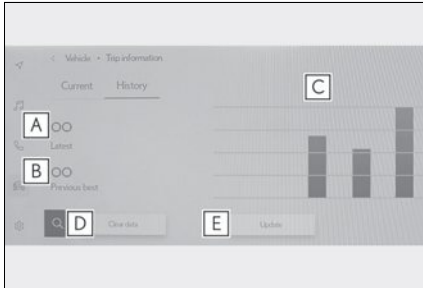 < Vehicle • Trip information
Current History
C
A OO
Latest
B OO
Previous best
D Clear data
E Update